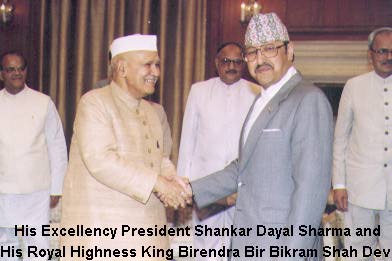 His Excellency President Shankar Dayal Sharma and
His Royal Highness King Birendra Bir Bikram Shah Dev